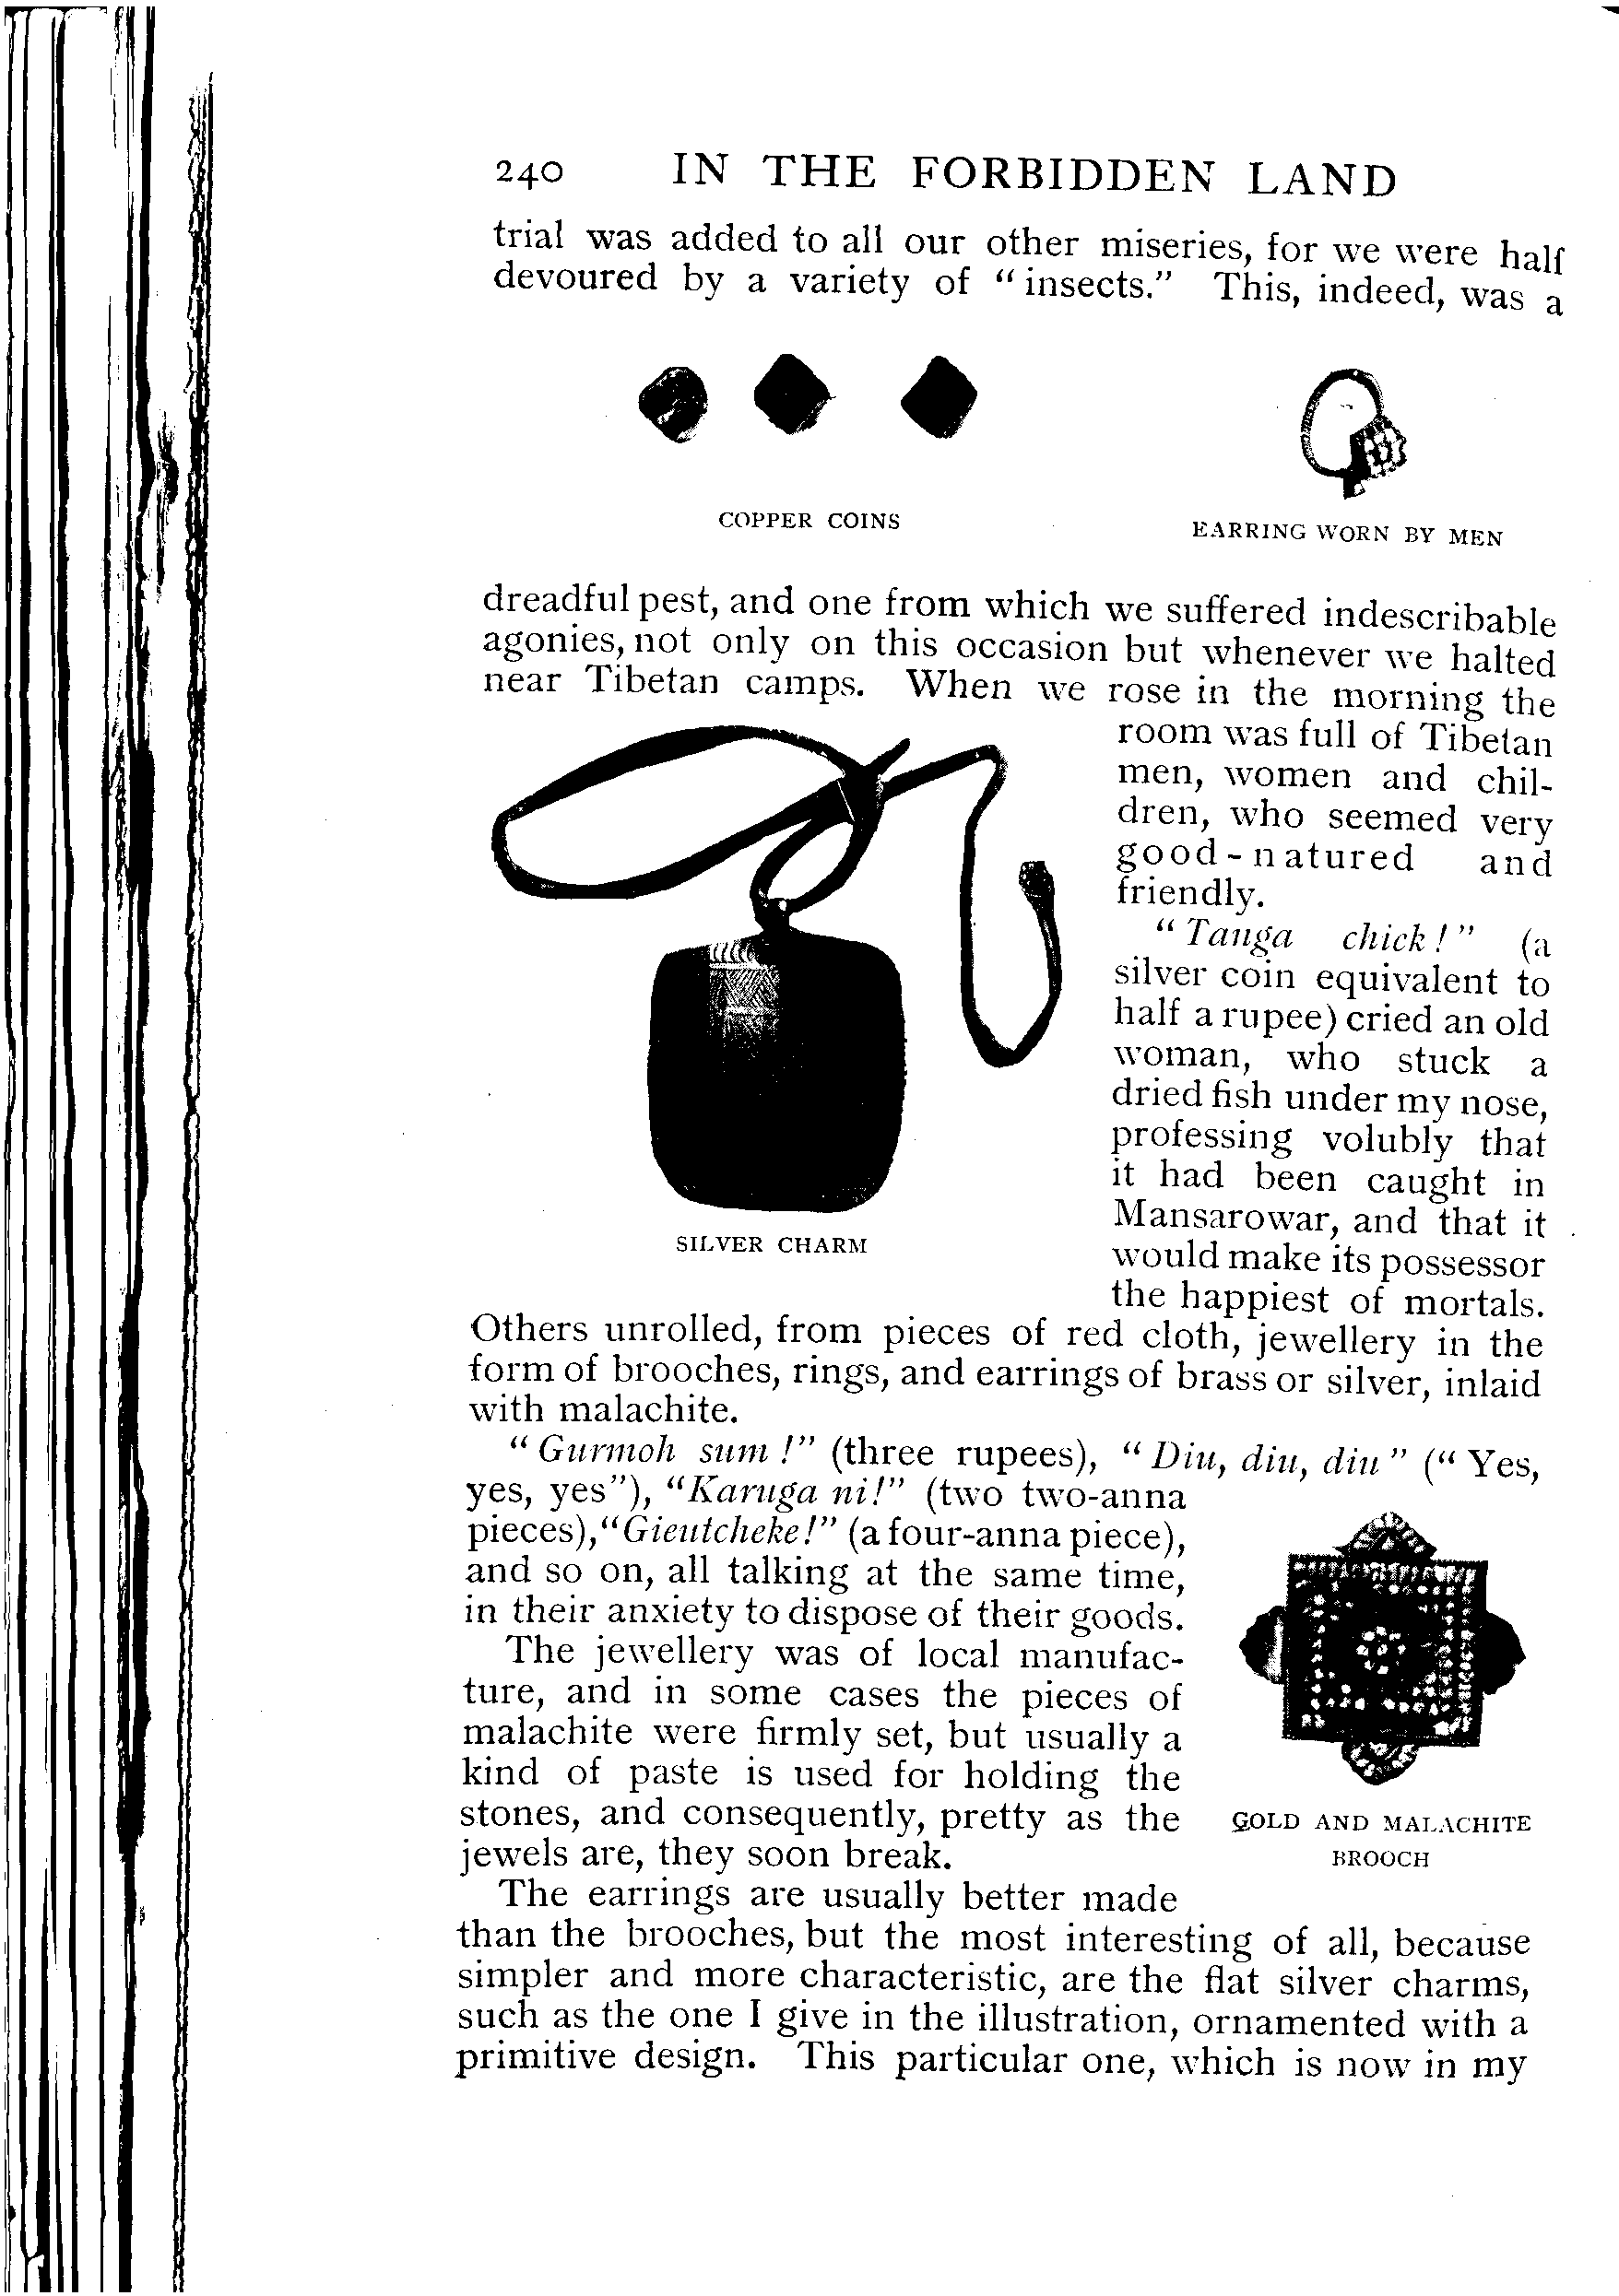 240 IN THE FORBIDDEN LAND
trial was added to all our other miseries, for we were half
devoured by a variety of "insects." This, indeed, was a
COPPER COINS
EARRING WORN BY MEN
dreadful pest, and one from which we suffered indescribable
agonies, not only on this occasion but whenever we halted
near Tibetan camps. When we rose in the morning the
room was full of Tibetan
men, women and chil-
dren, who seemed very
good-natured and
friendly.
"Tanga chick!" (a
silver coin equivalent to
half a rupee) cried an old
woman, who stuck a
dried fish under my nose,
professing volubly that
it had been caught in
Mansarowar, and that it
would make its possessor
the happiest of mortals.
SILVER CHARM
Others unrolled, from pieces of red cloth, jewellery in the
form of brooches, rings, and earrings of brass or silver, inlaid
with malachite.
"Gurmoh sum!" (three rupees), "Diu, diu, diu" ("Yes,
yes, yes"), "Karuga ni!" (two two-anna
pieces), "Gieutcheke!" (a four-anna piece),
and so on, all talking at the same time,
in their anxiety to dispose of their goods.
The jewellery was of local manufac-
ture, and in some cases the pieces of
malachite were firmly set, but usually a
kind of paste is used for holding the
stones, and consequently, pretty as the
jewels are, they soon break.
GOLD AND MALACHITE
BROOCH
The earrings are usually better made
than the brooches, but the most interesting of all, because
simpler and more characteristic, are the flat silver charms,
such as the one I give in the illustration, ornamented with a
primitive design. This particular one, which is now in my